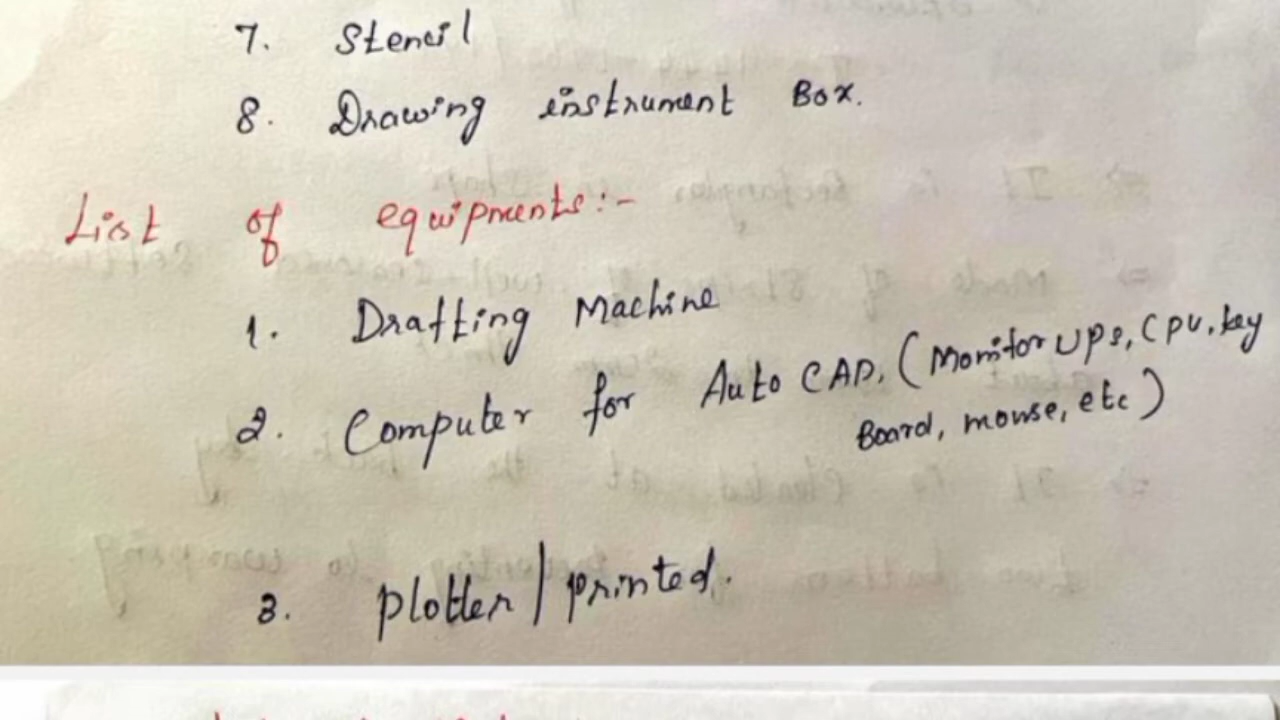 7. Stencil
8. Drawing instrument Box.
List of equipments:-
1. Drafting Machine
2. Computer for Auto CAD. (Monitor UPS, CPU, key
Board, mouse, etc)
3. plotter/printed.